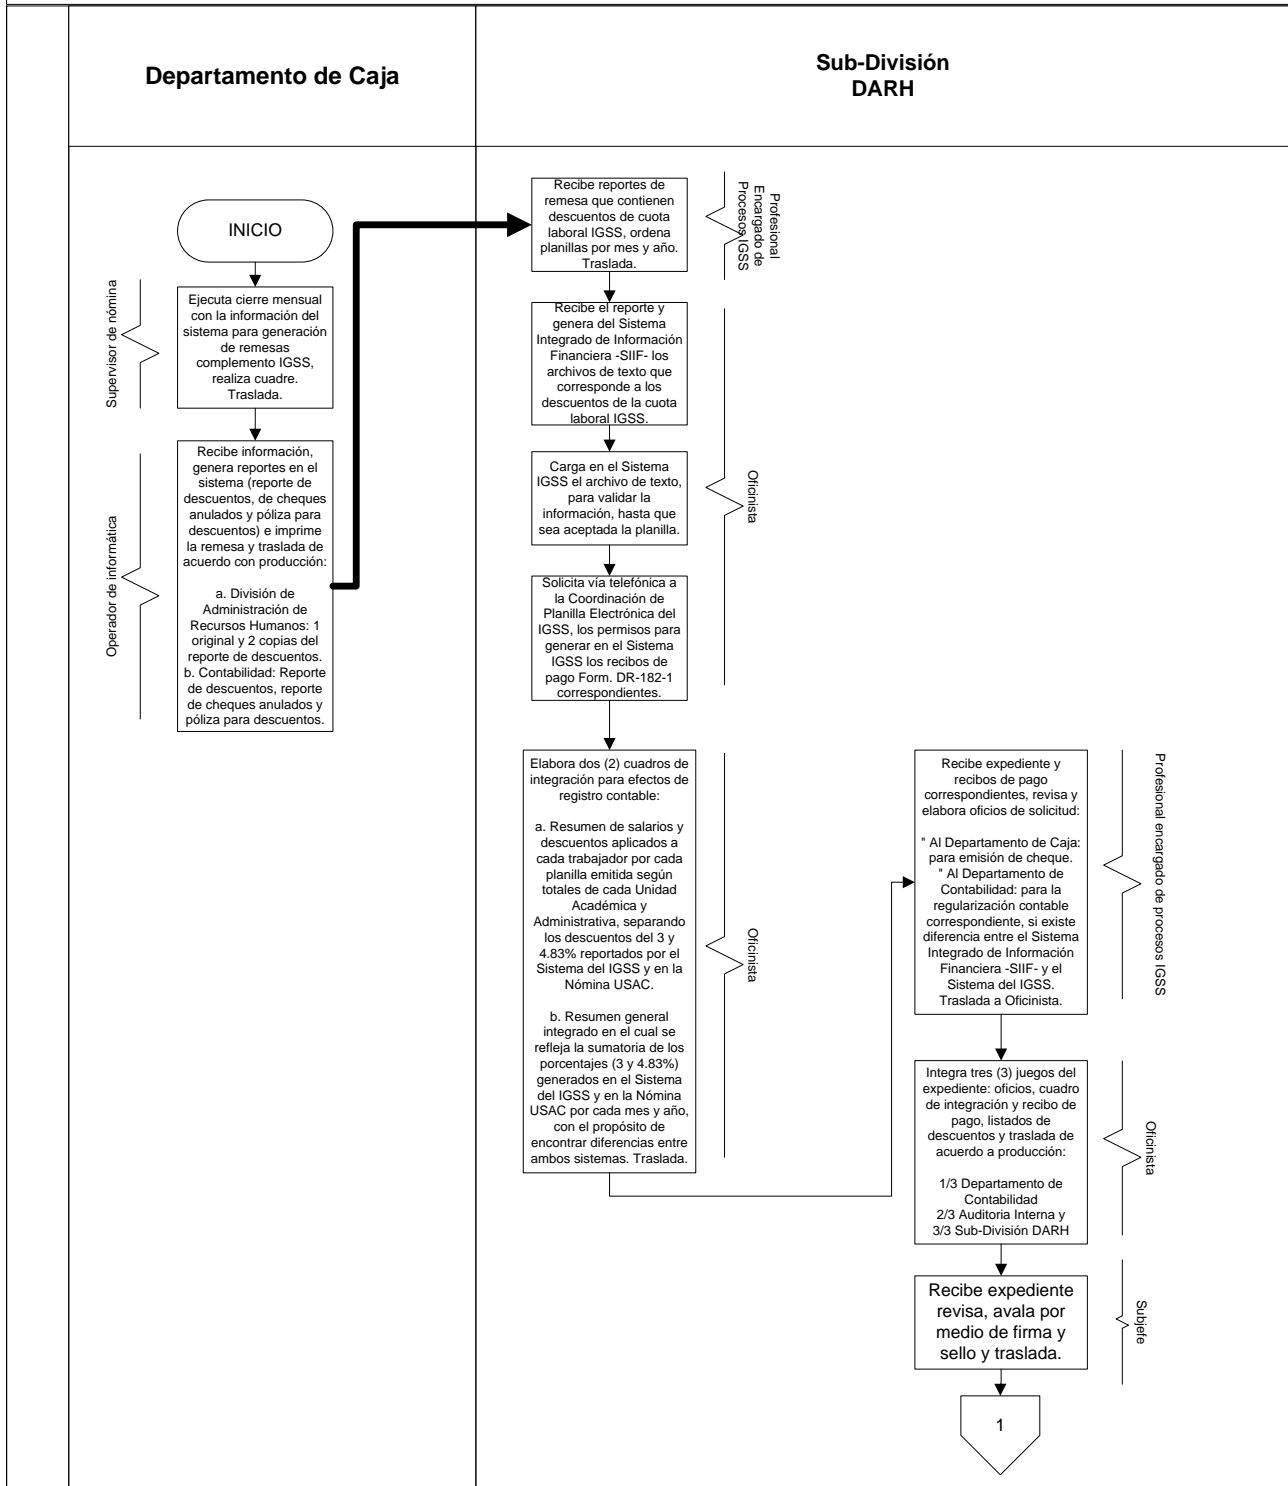 Departamento de Caja
Sub-División
DARH
INICIO
Supervisor de nómina
Ejecuta cierre mensual
con la información del
sistema para generación
de remesas
complemento IGSS,
realiza cuadre.
Traslada.
Operador de informática
Recibe información,
genera reportes en el
sistema (reporte de
descuentos, de cheques
anulados y póliza para
descuentos) e imprime
la remesa y traslada de
acuerdo con producción:
a. División de
Administración de
Recursos Humanos: 1
original y 2 copias del
reporte de descuentos.
b. Contabilidad: Reporte
de descuentos, reporte
de cheques anulados y
póliza para descuentos.
Recibe reportes de
remesa que contienen
descuentos de cuota
laboral IGSS, ordena
planillas por mes y año.
Traslada.
Profesional
Encargado de
Procesos IGSS
Recibe el reporte y
genera del Sistema
Integrado de Información
Financiera -SIIF- los
archivos de texto que
corresponde a los
descuentos de la cuota
laboral IGSS.
Carga en el Sistema
IGSS el archivo de texto,
para validar la
información, hasta que
sea aceptada la planilla.
Oficinista
Solicita vía telefónica a
la Coordinación de
Planilla Electrónica del
IGSS, los permisos para
generar en el Sistema
IGSS los recibos de
pago Form. DR-182-1
correspondientes.
Elabora dos (2) cuadros de
integración para efectos de
registro contable:
a. Resumen de salarios y
descuentos aplicados a
cada trabajador por cada
planilla emitida según
totales de cada Unidad
Académica y
Administrativa, separando
los descuentos del 3 y
4.83% reportados por el
Sistema del IGSS y en la
Nómina USAC.
b. Resumen general
integrado en el cual se
refleja la sumatoria de los
porcentajes (3 y 4.83%)
generados en el Sistema
del IGSS y en la Nómina
USAC por cada mes y año,
con el propósito de
encontrar diferencias entre
ambos sistemas. Traslada.
Oficinista
Recibe expediente y
recibos de pago
correspondientes, revisa y
elabora oficios de solicitud:
" Al Departamento de Caja:
para emisión de cheque.
" Al Departamento de
Contabilidad: para la
regularización contable
correspondiente, si existe
diferencia entre el Sistema
Integrado de Información
Financiera -SIIF- y el
Sistema del IGSS.
Traslada a Oficinista.
Profesional encargado de procesos IGSS
Integra tres (3) juegos del
expediente: oficios, cuadro
de integración y recibo de
pago, listados de
descuentos y traslada de
acuerdo a producción:
1/3 Departamento de
Contabilidad
2/3 Auditoria Interna y
3/3 Sub-División DARH
Oficinista
Recibe expediente
revisa, avala por
medio de firma y
sello y traslada.
Subjefe
1